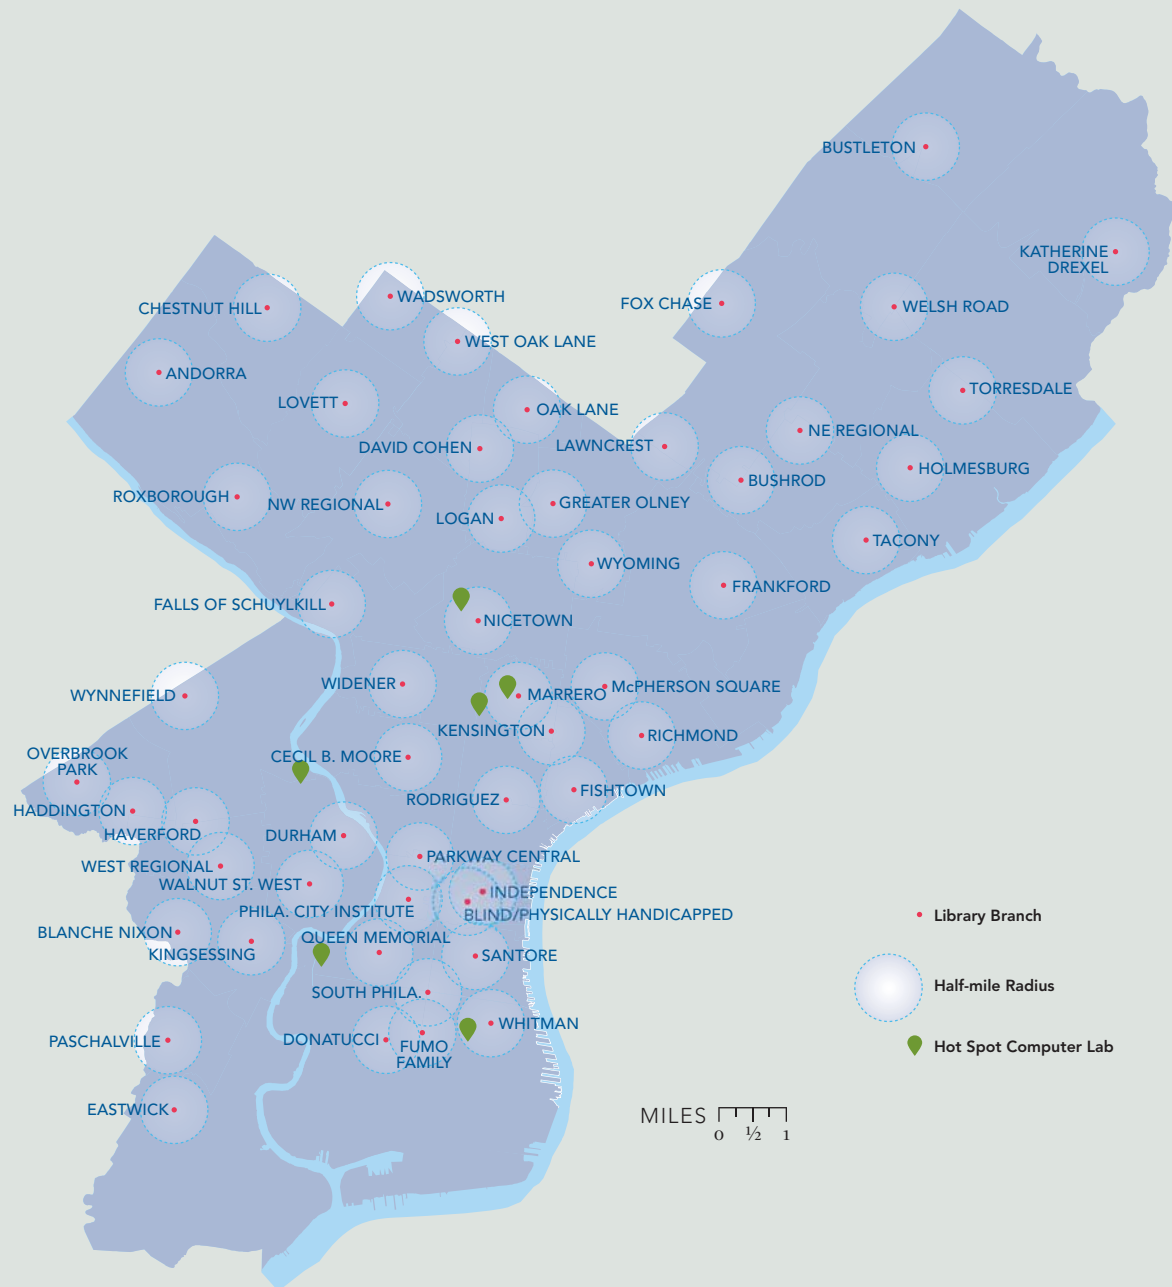 BUSTLETON
KATHERINE
DREXEL
CHESTNUT HILL
WADSWORTH
FOX CHASE
WELSH ROAD
WEST OAK LANE
ANDORRA
TORRESDALE
LOVETT
OAK LANE
NE REGIONAL
DAVID COHEN
LAWNCREST
HOLMESBURG
BUSHROD
ROXBOROUGH
NW REGIONAL
GREATER OLNEY
LOGAN
TACONY
WYOMING
FRANKFORD
FALLS OF SCHUYLKILL
NICETOWN
WIDENER
McPHERSON SQUARE
WYNNEFIELD
MARRERO
KENSINGTON
RICHMOND
OVERBROOK
PARK
CECIL B. MOORE
FISHTOWN
RODRIGUEZ
HADDINGTON
HAVERFORD
DURHAM
PARKWAY CENTRAL
WEST REGIONAL
WALNUT ST. WEST
INDEPENDENCE
PHILA. CITY INSTITUTE
BLIND/PHYSICALLY HANDICAPPED
Library Branch
BLANCHE NIXON
QUEEN MEMORIAL
KINGSESSING
SANTORE
Half-mile Radius
SOUTH PHILA.
WHITMAN
PASCHALVILLE
DONATUCCI
FUMO
FAMILY
Hot Spot Computer Lab
EASTWICK
MILES
0 ½ 1